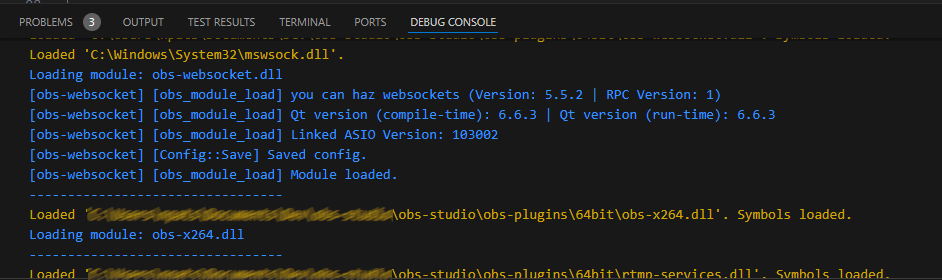 PROBLEMS 3 OUTPUT TEST RESULTS TERMINAL PORTS DEBUG CONSOLE
Loaded 'C:\Windows\System32\mswsock.dll'.
Loading module: obs-websocket.dll
[obs-websocket] [obs_module_load] you can haz websockets (Version: 5.5.2 | RPC Version: 1)
[obs-websocket] [obs_module_load] Qt version (compile-time): 6.6.3 | Qt version (run-time): 6.6.3
[obs-websocket] [obs_module_load] Linked ASIO Version: 103002
[obs-websocket] [Config::Save] Saved config.
[obs-websocket] [obs_module_load] Module loaded.
---------------------------------
Loaded '\obs-studio\obs-plugins\64bit\obs-x264.dll'. Symbols loaded.
Loading module: obs-x264.dll
---------------------------------
Loaded '\obs-studio\obs-plugins\64bit\rtmp-services.dll'. Symbols loaded.